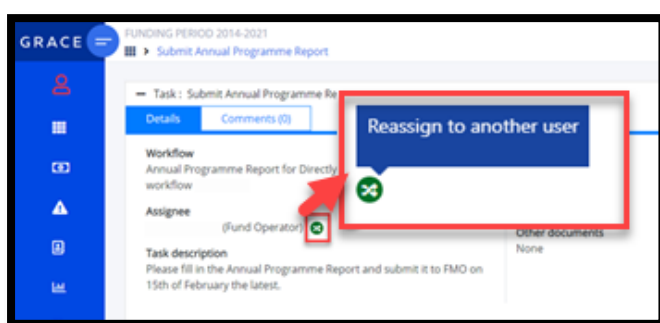 GRACE
FUNDING PERIOD 2014-2021
Submit Annual Programme Report
Task : Submit Annual Programme Re
Details
Comments (0)
Reassign to another user
Workflow
Annual Programme Report for Directly
workflow
Assignee
(Fund Operator)
Other documents
None
Task description
Please fill in the Annual Programme Report and submit it to FMO on
15th of February the latest.